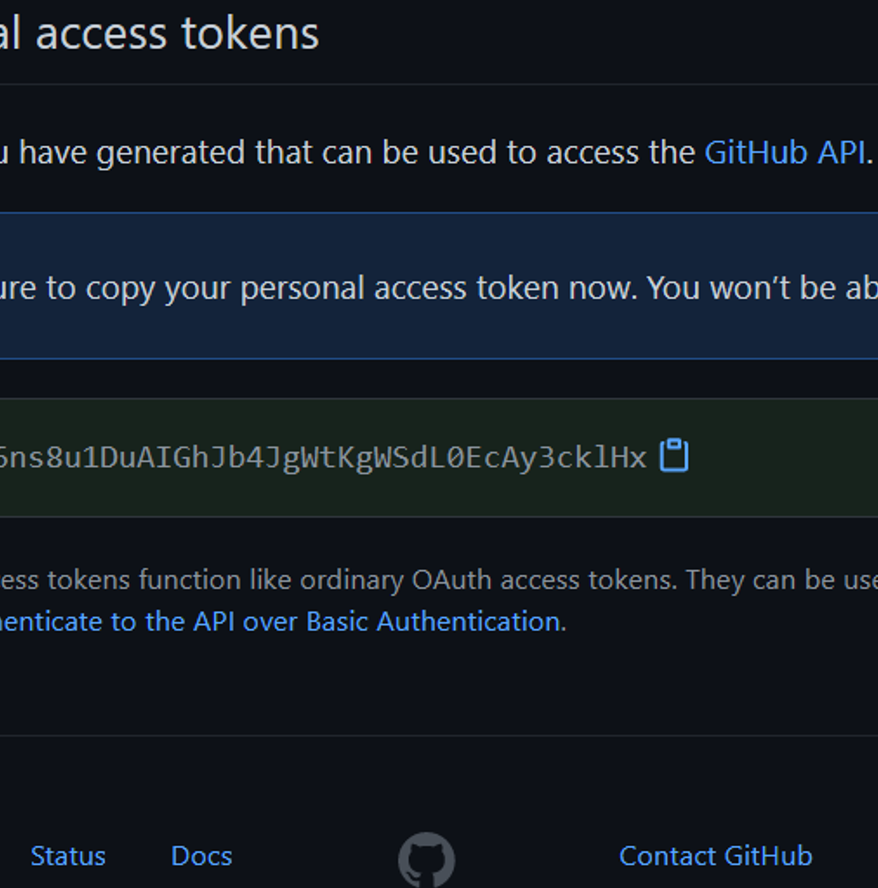 al access tokens
u have generated that can be used to access the GitHub API.
ure to copy your personal access token now. You won't be ab
6ns8u1DuAIGhJb4JgWtKgWSdL0EcAy3cklHx
ess tokens function like ordinary OAuth access tokens. They can be use
henticate to the API over Basic Authentication.
Status Docs Contact GitHub